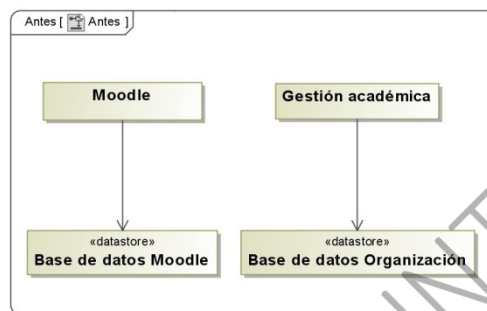 Antes [ Antes ]
Moodle
Gestión académica
«datastore»
Base de datos Moodle
«datastore»
Base de datos Organización